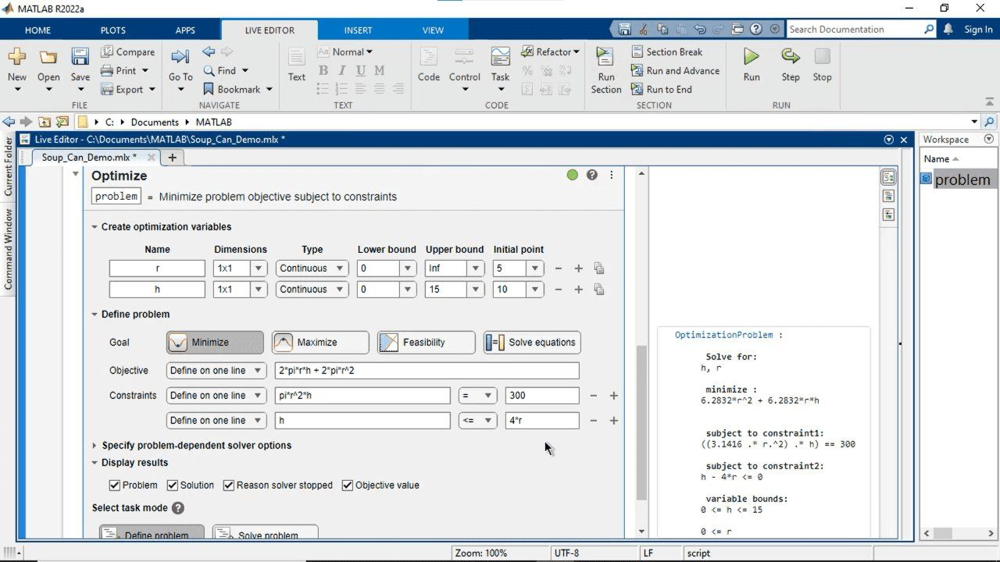 MATLAB R2022a
HOME PLOTS APPS LIVE EDITOR INSERT VIEW Search Documentation Sign In
New Open Save Compare Print Export
FILE
Go To Find Bookmark
NAVIGATE
Text Aa Normal B I U M
TEXT
Code Control Task Refactor
CODE
Run Section Section Break Run and Advance Run to End
SECTION
Run Step Stop
RUN
C: Documents MATLAB
Current Folder
Command Window
Live Editor - C:\Documents\MATLAB\Soup_Can_Demo.mlx *
Soup_Can_Demo.mlx *
Optimize
problem = Minimize problem objective subject to constraints
Create optimization variables
Name Dimensions Type Lower bound Upper bound Initial point
r 1x1 Continuous 0 Inf 5
h 1x1 Continuous 0 15 10
Define problem
Goal Minimize Maximize Feasibility Solve equations
Objective Define on one line 2*pi*r*h + 2*pi*r^2
Constraints Define on one line pi*r^2*h = 300
Define on one line h <= 4*r
Specify problem-dependent solver options
Display results
Problem Solution Reason solver stopped Objective value
Select task mode
Define problem Solve problem
OptimizationProblem :
Solve for:
h, r
minimize :
6.2832*r^2 + 6.2832*r*h
subject to constraint1:
((3.1416 .* r.^2) .* h) == 300
subject to constraint2:
h - 4*r <= 0
variable bounds:
0 <= h <= 15
0 <= r
Workspace
Name
problem
Zoom: 100% UTF-8 LF script